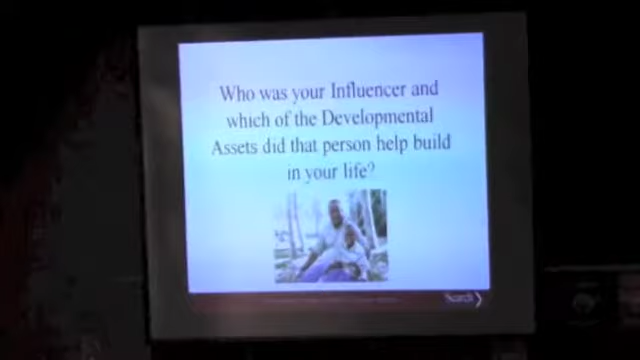 Who was your Influencer and
which of the Developmental
Assets did that person help build
in your life?
Search